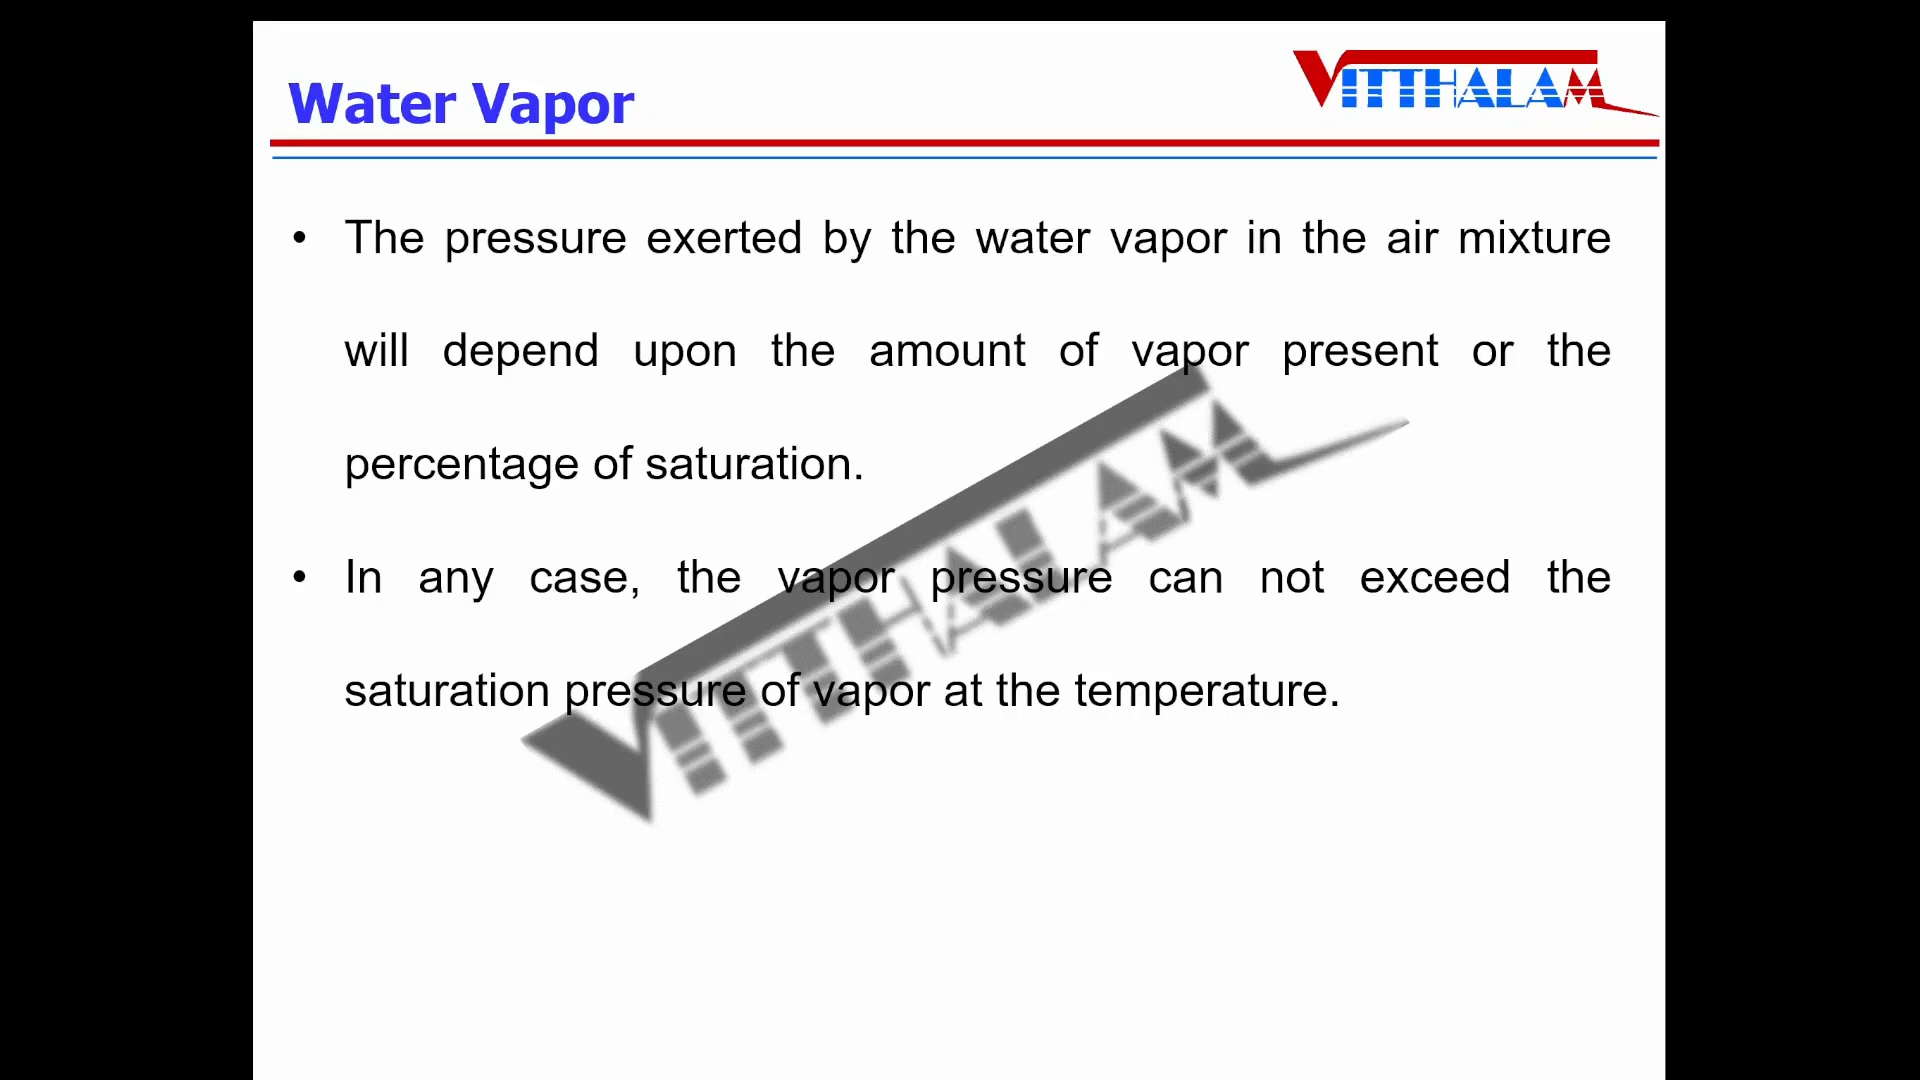 Water Vapor
VITTHALAM
• The pressure exerted by the water vapor in the air mixture
will depend upon the amount of vapor present or the
percentage of saturation.
• In any case, the vapor pressure can not exceed the
saturation pressure of vapor at the temperature.
VITTHALAM